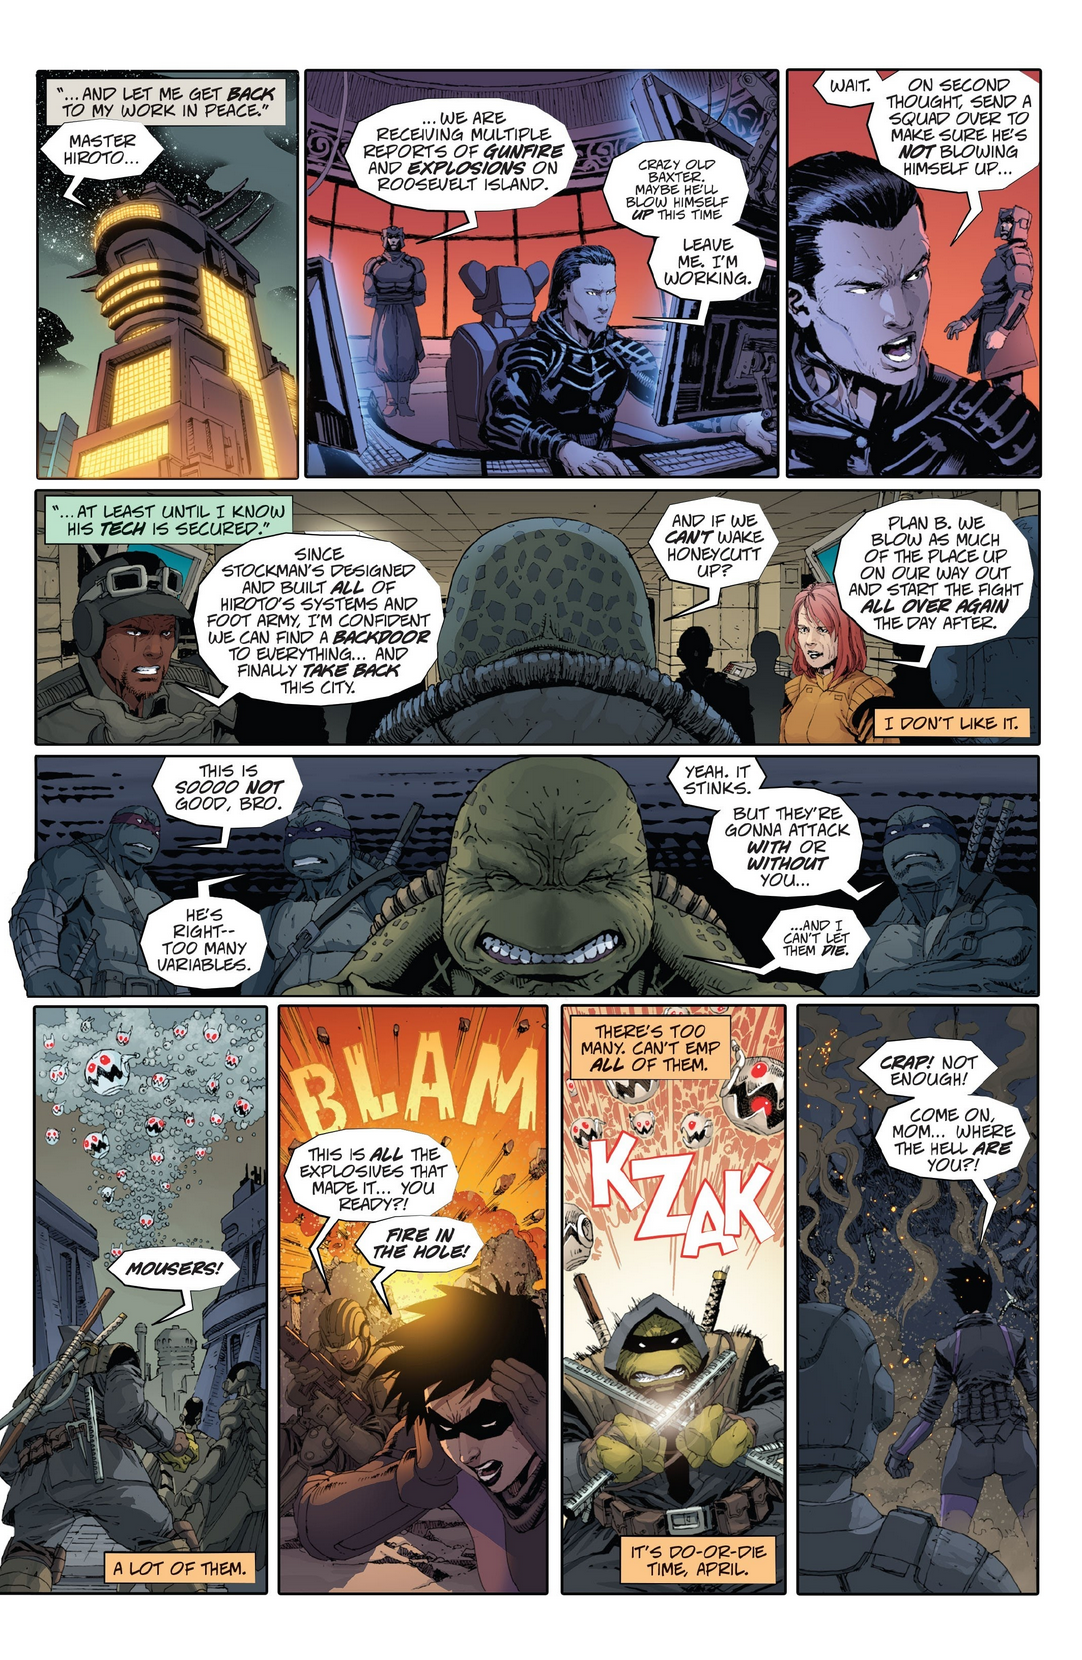 "...AND LET ME GET BACK
TO MY WORK IN PEACE."
MASTER
HIROTO...
...WE ARE
RECEIVING MULTIPLE
REPORTS OF GUNFIRE
AND EXPLOSIONS ON
ROOSEVELT ISLAND.
CRAZY OLD
BAXTER.
MAYBE HE'LL
BLOW HIMSELF
UP THIS TIME
LEAVE
ME. I'M
WORKING.
WAIT.
ON SECOND
THOUGHT, SEND A
SQUAD OVER TO
MAKE SURE HE'S
NOT BLOWING
HIMSELF UP...
"...AT LEAST UNTIL I KNOW
HIS TECH IS SECURED."
SINCE
STOCKMAN'S DESIGNED
AND BUILT ALL OF
HIROTO'S SYSTEMS AND
FOOT ARMY, I'M CONFIDENT
WE CAN FIND A BACKDOOR
TO EVERYTHING... AND
FINALLY TAKE BACK
THIS CITY.
AND IF WE
CAN'T WAKE
HONEYCUTT
UP?
PLAN B. WE
BLOW AS MUCH
OF THE PLACE UP
ON OUR WAY OUT
AND START THE FIGHT
ALL OVER AGAIN
THE DAY AFTER.
I DON'T LIKE IT.
THIS IS
SOOOO NOT
GOOD, BRO.
HE'S
RIGHT--
TOO MANY
VARIABLES.
YEAH. IT
STINKS.
BUT THEY'RE
GONNA ATTACK
WITH OR
WITHOUT
YOU...
...AND I
CAN'T LET
THEM DIE.
MOUSERS!
A LOT OF THEM.
BLAM
THIS IS ALL THE
EXPLOSIVES THAT
MADE IT... YOU
READY?!
FIRE IN
THE HOLE!
THERE'S TOO
MANY. CAN'T EMP
ALL OF THEM.
KZAK
IT'S DO-OR-DIE
TIME, APRIL.
CRAP! NOT
ENOUGH!
COME ON,
MOM... WHERE
THE HELL ARE
YOU?!